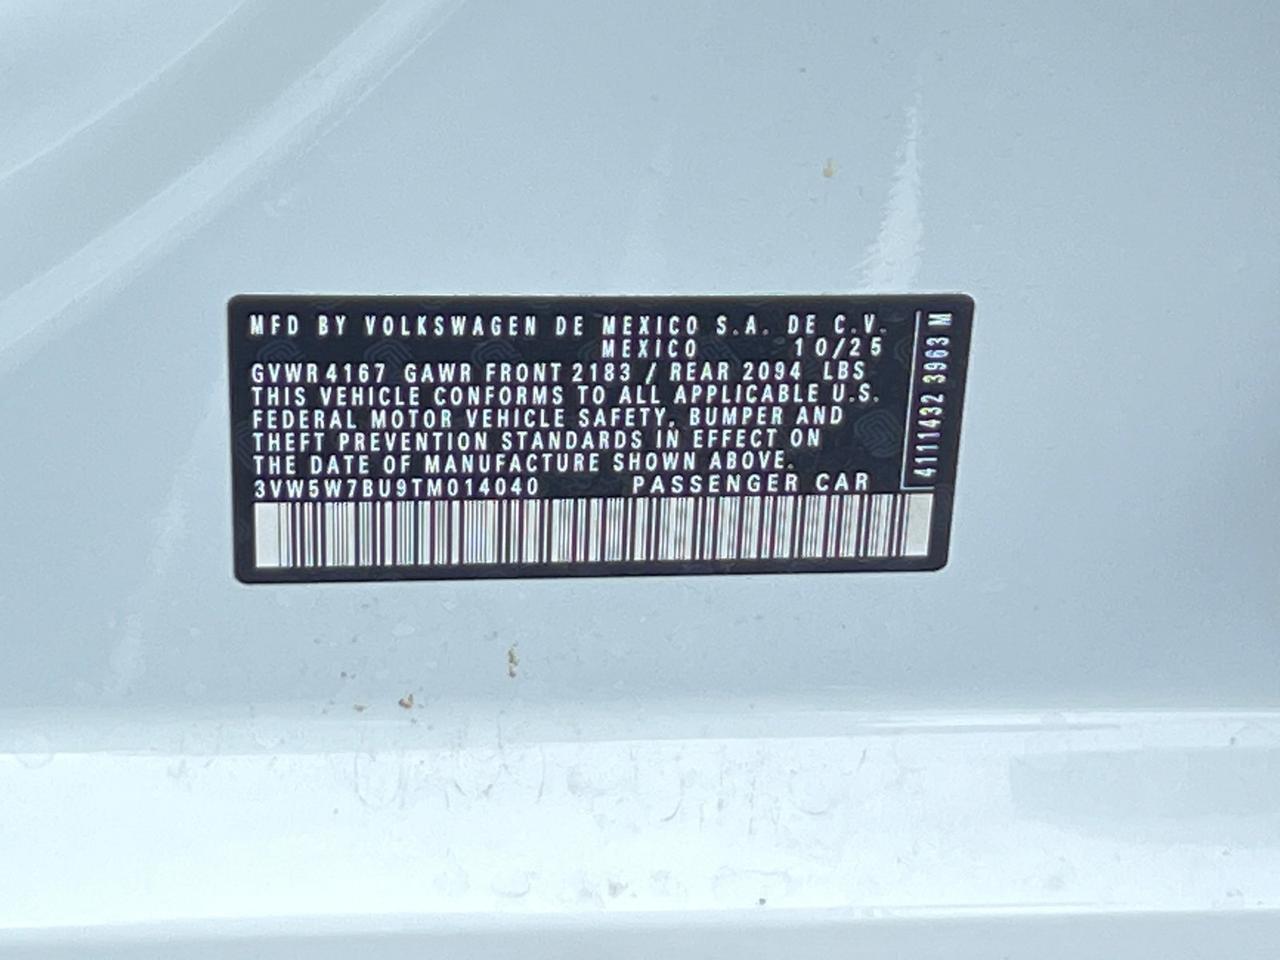 MFD BY VOLKSWAGEN DE MEXICO S.A. DE C.V.
MEXICO 10/25
GVWR 4167 GAWR FRONT 2183 / REAR 2094 LBS
THIS VEHICLE CONFORMS TO ALL APPLICABLE U.S.
FEDERAL MOTOR VEHICLE SAFETY, BUMPER AND
THEFT PREVENTION STANDARDS IN EFFECT ON
THE DATE OF MANUFACTURE SHOWN ABOVE.
3VW5W7BU9TM014040 PASSENGER CAR
4111432 3963 M